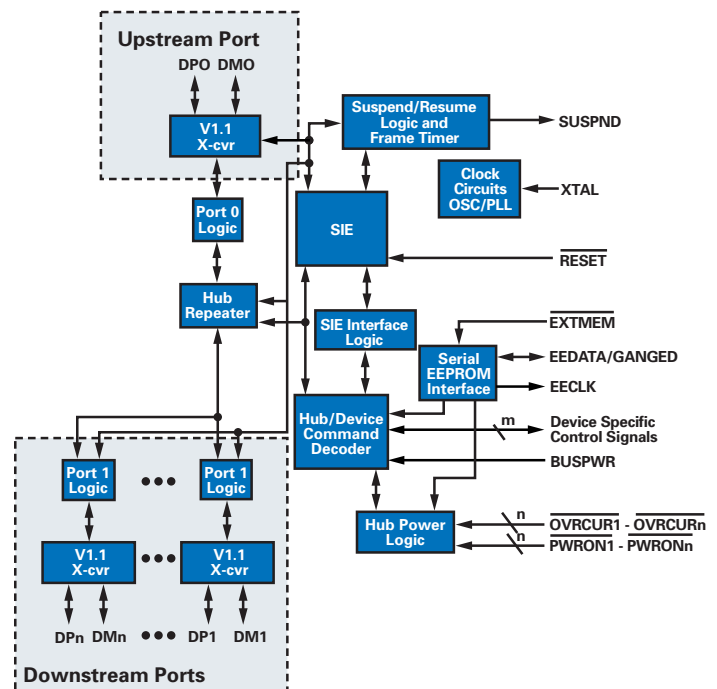 Upstream Port
DPO DMO
V1.1
X-cvr
Suspend/Resume
Logic and
Frame Timer
SUSPND
Clock
Circuits
OSC/PLL
XTAL
Port 0
Logic
SIE
RESET
Hub
Repeater
SIE Interface
Logic
EXTMEM
Serial
EEPROM
Interface
EEDATA/GANGED
EECLK
Hub/Device
Command
Decoder
m
Device Specific
Control Signals
BUSPWR
Port 1
Logic
Port 1
Logic
Hub Power
Logic
n
OVRCUR1 - OVRCURn
n
PWRON1 - PWRONn
V1.1
X-cvr
V1.1
X-cvr
DPn DMn DP1 DM1
Downstream Ports